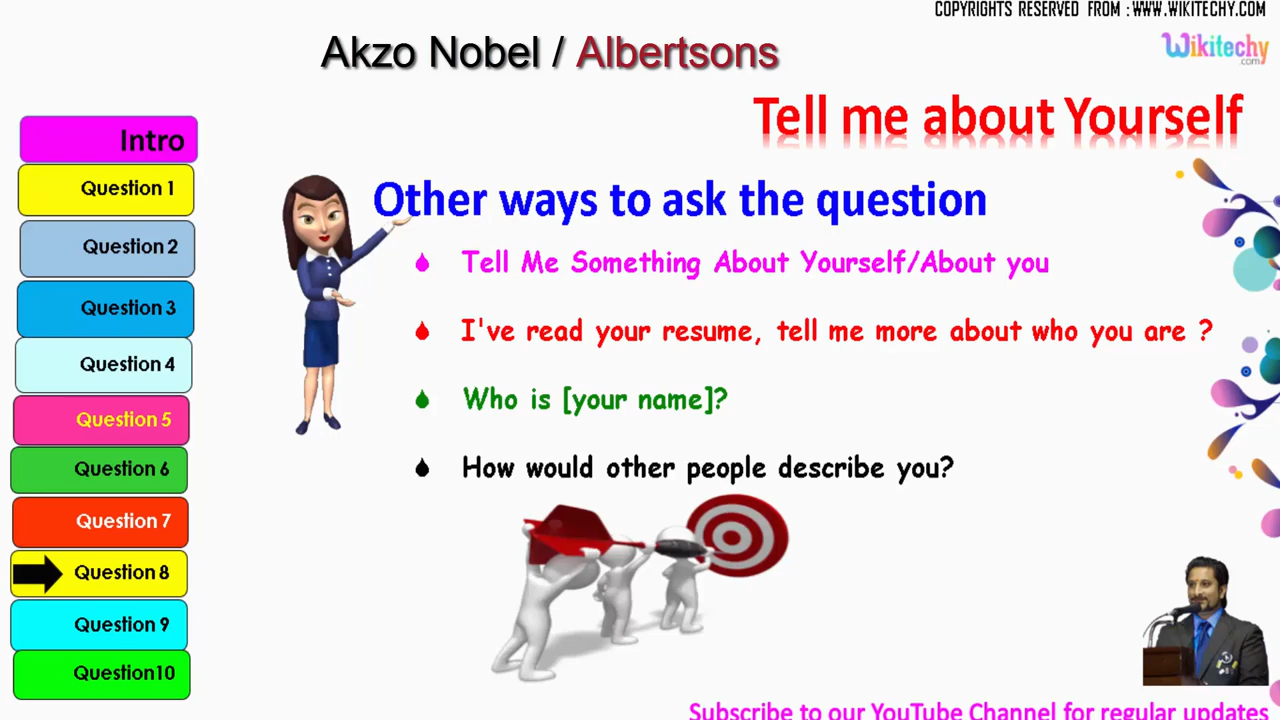 COPYRIGHTS RESERVED FROM : WWW.WIKITECHY.COM
Akzo Nobel / Albertsons
Wikitechy
.com
Tell me about Yourself
Intro
Question 1
Question 2
Question 3
Question 4
Question 5
Question 6
Question 7
Question 8
Question 9
Question10
Other ways to ask the question
Tell Me Something About Yourself/About you
I've read your resume, tell me more about who you are ?
Who is [your name]?
How would other people describe you?
Subscribe to our YouTube Channel for regular updates